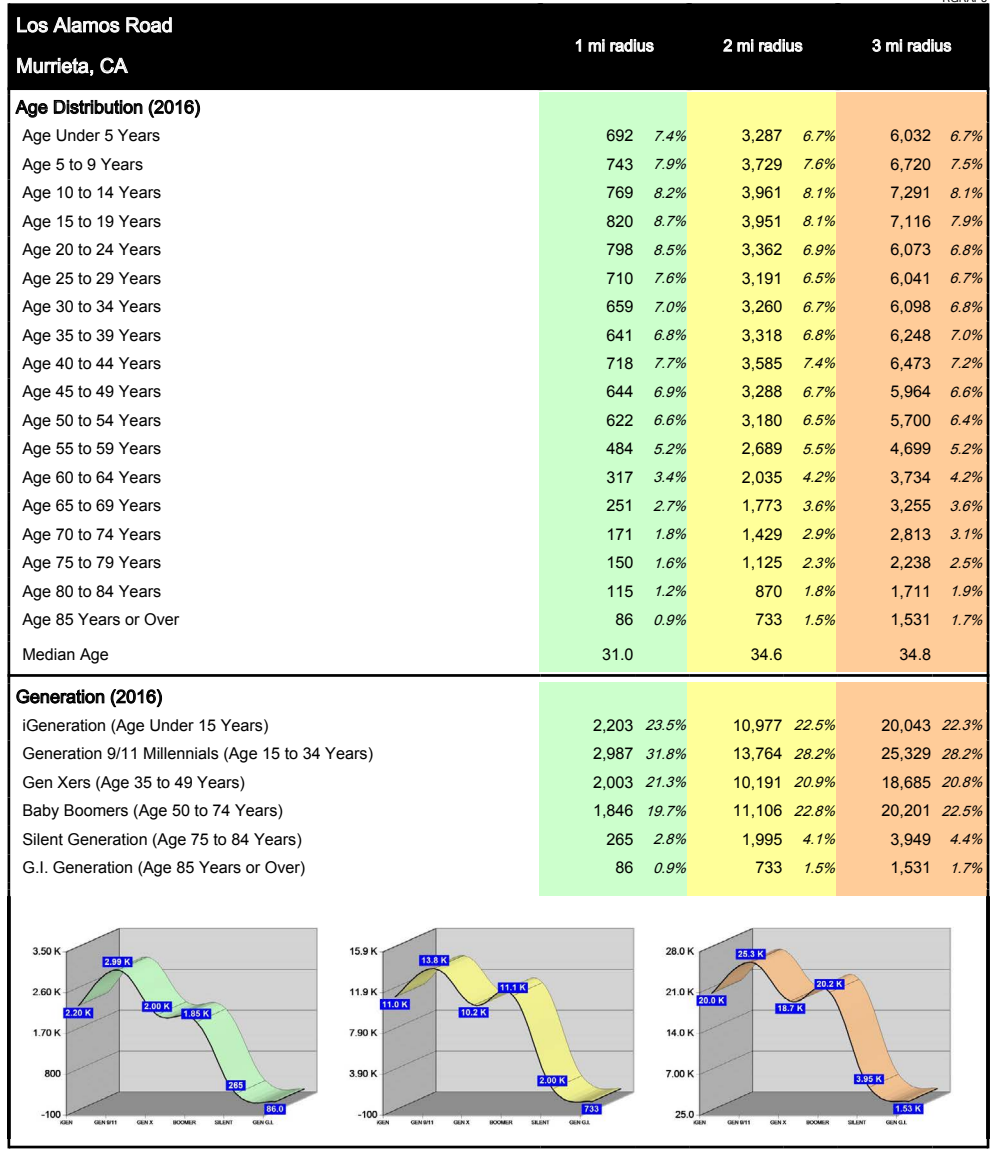 Los Alamos Road
Murrieta, CA
1 mi radius 2 mi radius 3 mi radius
Age Distribution (2016)
Age Under 5 Years 692 7.4% 3,287 6.7% 6,032 6.7%
Age 5 to 9 Years 743 7.9% 3,729 7.6% 6,720 7.5%
Age 10 to 14 Years 769 8.2% 3,961 8.1% 7,291 8.1%
Age 15 to 19 Years 820 8.7% 3,951 8.1% 7,116 7.9%
Age 20 to 24 Years 798 8.5% 3,362 6.9% 6,073 6.8%
Age 25 to 29 Years 710 7.6% 3,191 6.5% 6,041 6.7%
Age 30 to 34 Years 659 7.0% 3,260 6.7% 6,098 6.8%
Age 35 to 39 Years 641 6.8% 3,318 6.8% 6,248 7.0%
Age 40 to 44 Years 718 7.7% 3,585 7.4% 6,473 7.2%
Age 45 to 49 Years 644 6.9% 3,288 6.7% 5,964 6.6%
Age 50 to 54 Years 622 6.6% 3,180 6.5% 5,700 6.4%
Age 55 to 59 Years 484 5.2% 2,689 5.5% 4,699 5.2%
Age 60 to 64 Years 317 3.4% 2,035 4.2% 3,734 4.2%
Age 65 to 69 Years 251 2.7% 1,773 3.6% 3,255 3.6%
Age 70 to 74 Years 171 1.8% 1,429 2.9% 2,813 3.1%
Age 75 to 79 Years 150 1.6% 1,125 2.3% 2,238 2.5%
Age 80 to 84 Years 115 1.2% 870 1.8% 1,711 1.9%
Age 85 Years or Over 86 0.9% 733 1.5% 1,531 1.7%
Median Age 31.0 34.6 34.8
Generation (2016)
iGeneration (Age Under 15 Years) 2,203 23.5% 10,977 22.5% 20,043 22.3%
Generation 9/11 Millennials (Age 15 to 34 Years) 2,987 31.8% 13,764 28.2% 25,329 28.2%
Gen Xers (Age 35 to 49 Years) 2,003 21.3% 10,191 20.9% 18,685 20.8%
Baby Boomers (Age 50 to 74 Years) 1,846 19.7% 11,106 22.8% 20,201 22.5%
Silent Generation (Age 75 to 84 Years) 265 2.8% 1,995 4.1% 3,949 4.4%
G.I. Generation (Age 85 Years or Over) 86 0.9% 733 1.5% 1,531 1.7%
3.50 K
2.60 K
1.70 K
800
-100
2.20 K 2.99 K 2.00 K 1.85 K 265 86.0
iGEN GEN 9/11 GEN X BOOMER SILENT GEN G.I.
15.9 K
11.9 K
7.90 K
3.90 K
-100
11.0 K 13.8 K 10.2 K 11.1 K 2.00 K 733
iGEN GEN 9/11 GEN X BOOMER SILENT GEN G.I.
28.0 K
21.0 K
14.0 K
7.00 K
25.0
20.0 K 25.3 K 18.7 K 20.2 K 3.95 K 1.53 K
iGEN GEN 9/11 GEN X BOOMER SILENT GEN G.I.